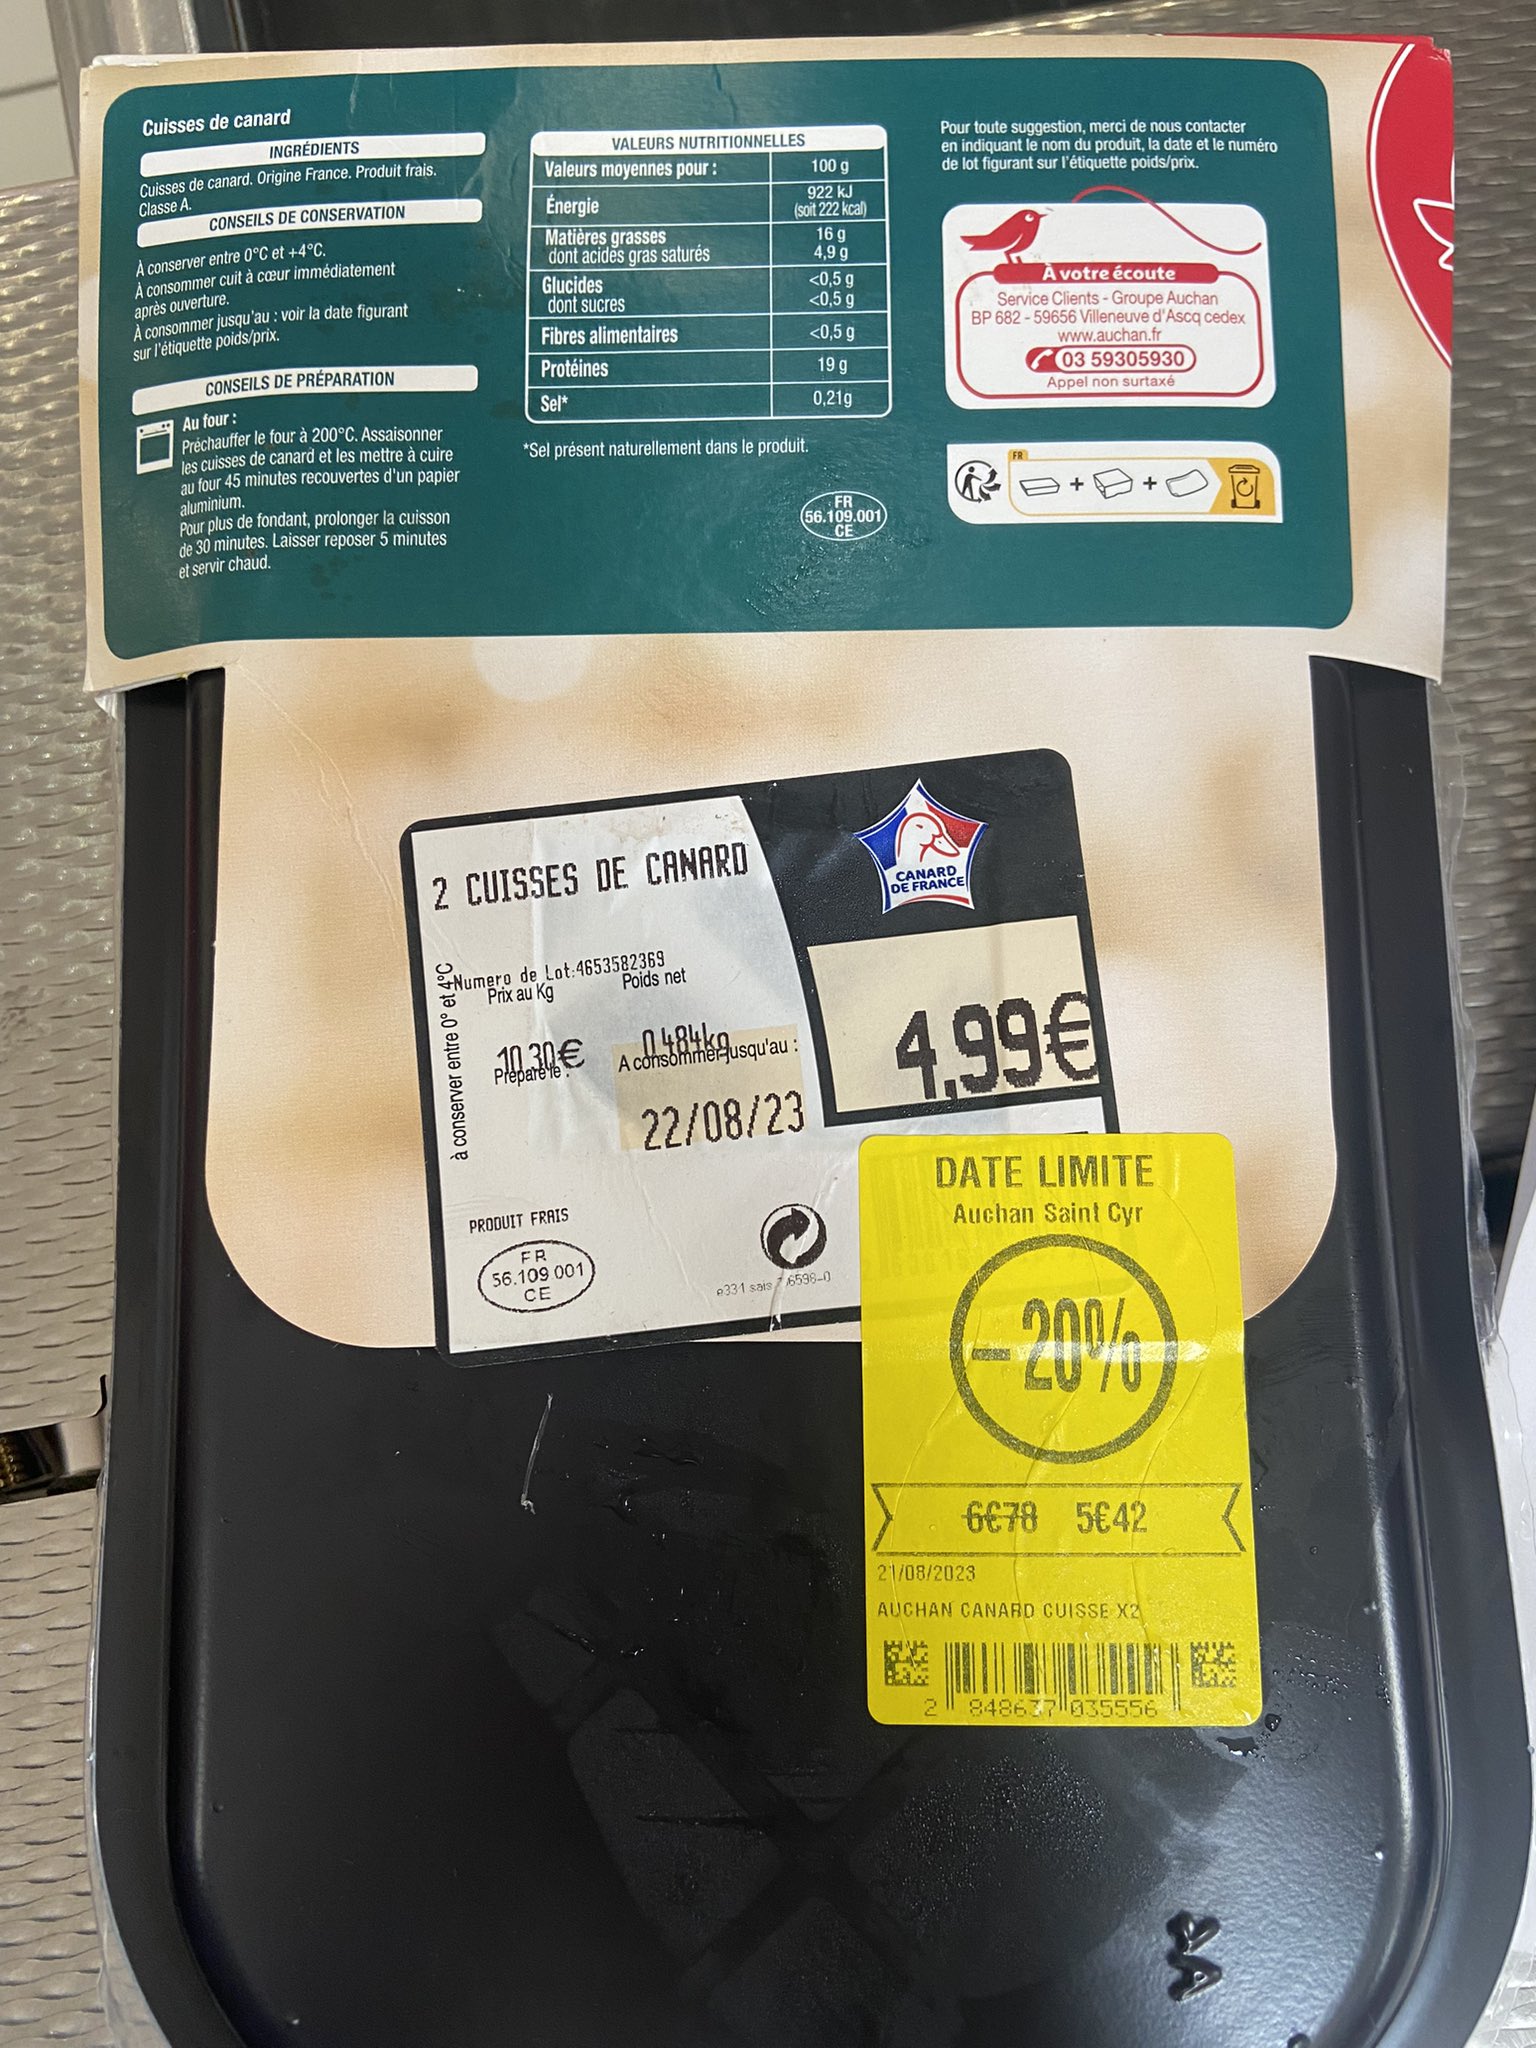 Cuisses de canard
INGRÉDIENTS
Cuisses de canard. Origine France. Produit frais.
Classe A.
CONSEILS DE CONSERVATION
À conserver entre 0°C et +4°C.
À consommer cuit à cœur immédiatement
après ouverture.
À consommer jusqu'au : voir la date figurant
sur l'étiquette poids/prix.
CONSEILS DE PRÉPARATION
Au four :
Préchauffer le four à 200°C. Assaisonner
les cuisses de canard et les mettre à cuire
au four 45 minutes recouvertes d'un papier
aluminium.
Pour plus de fondant, prolonger la cuisson
de 30 minutes. Laisser reposer 5 minutes
et servir chaud.
VALEURS NUTRITIONNELLES
Valeurs moyennes pour : 100 g
Énergie 922 kJ
(soit 222 kcal)
Matières grasses 16 g
dont acides gras saturés 4,9 g
Glucides <0,5 g
dont sucres <0,5 g
Fibres alimentaires <0,5 g
Protéines 19 g
Sel* 0,21g
*Sel présent naturellement dans le produit.
FR
56.109.001
CE
Pour toute suggestion, merci de nous contacter
en indiquant le nom du produit, la date et le numéro
de lot figurant sur l'étiquette poids/prix.
À votre écoute
Service Clients - Groupe Auchan
BP 682 - 59656 Villeneuve d'Ascq cedex
www.auchan.fr
03 59305930
Appel non surtaxé
FR
+ +
2 CUISSES DE CANARD
CANARD
DE FRANCE
à conserver entre 0° et 4°C
Numero de Lot:4653582369
Prix au Kg Poids net
10.30€ 0.484kg
Préparé le : A consommer jusqu'au :
22/08/23
4.99€
PRODUIT FRAIS
FR
56.109 001
CE
e331 sais
DATE LIMITE
Auchan Saint Cyr
-20%
6€78 5€42
21/08/2023
AUCHAN CANARD CUISSE X2
2 848637 035556